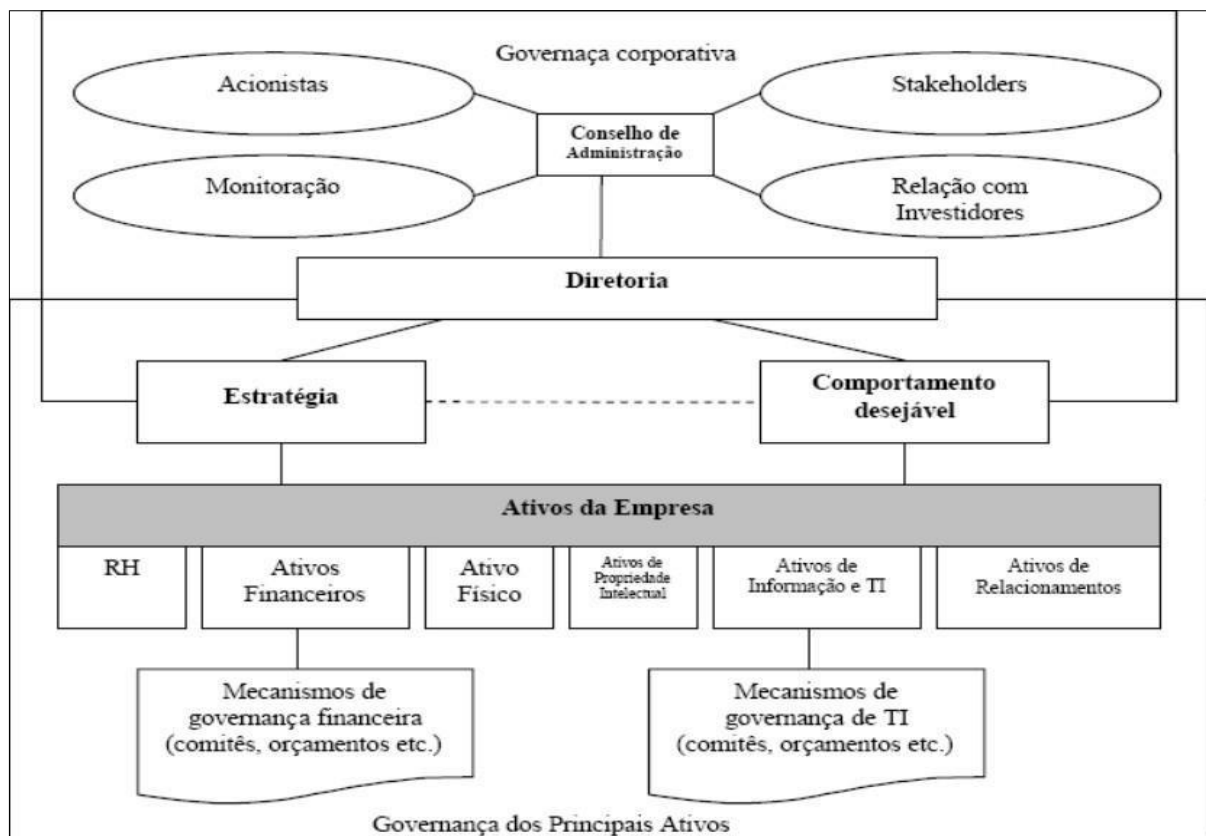 Governaça corporativa
Acionistas
Stakeholders
Conselho de
Administração
Monitoração
Relação com
Investidores
Diretoria
Estratégia
Comportamento
desejável
Ativos da Empresa
RH
Ativos
Financeiros
Ativo
Físico
Ativos de
Propriedade
Intelectual
Ativos de
Informação e TI
Ativos de
Relacionamentos
Mecanismos de
governança financeira
(comitês, orçamentos etc.)
Mecanismos de
governança de TI
(comitês, orçamentos etc.)
Governança dos Principais Ativos